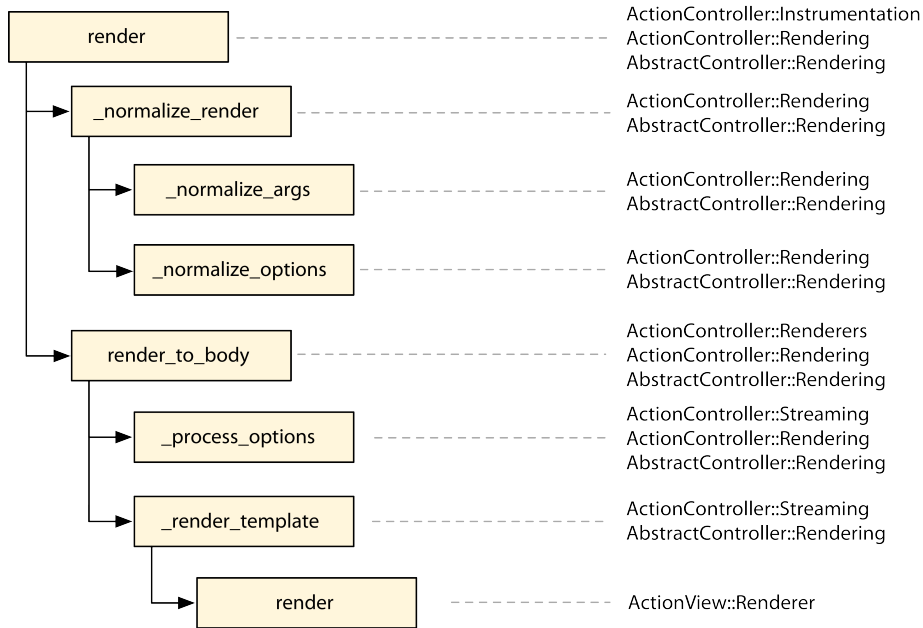 render
ActionController::Instrumentation
ActionController::Rendering
AbstractController::Rendering
_normalize_render
ActionController::Rendering
AbstractController::Rendering
_normalize_args
ActionController::Rendering
AbstractController::Rendering
_normalize_options
ActionController::Rendering
AbstractController::Rendering
render_to_body
ActionController::Renderers
ActionController::Rendering
AbstractController::Rendering
_process_options
ActionController::Streaming
ActionController::Rendering
AbstractController::Rendering
_render_template
ActionController::Streaming
AbstractController::Rendering
render
ActionView::Renderer